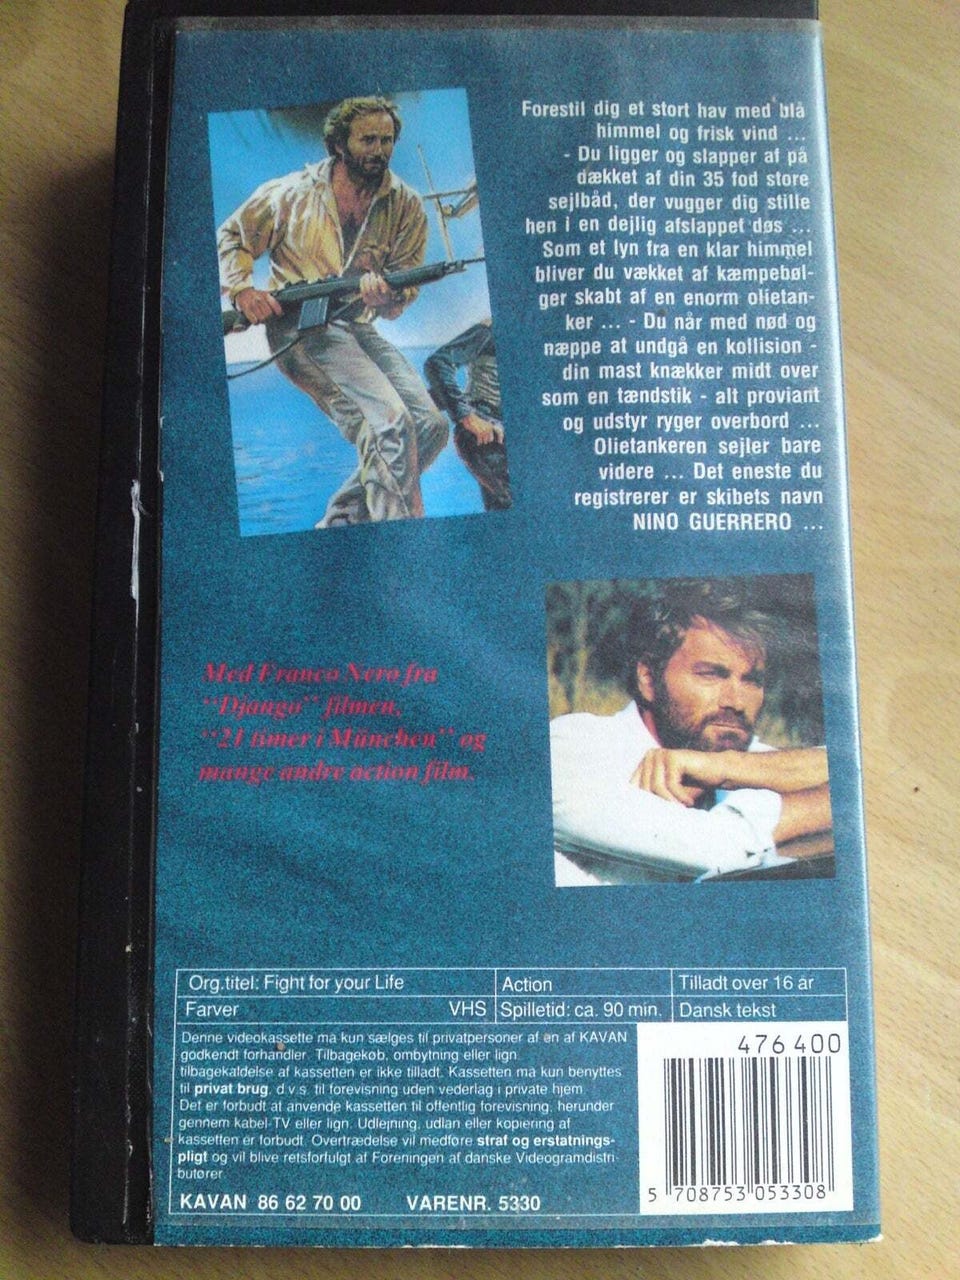 Forestil dig et stort hav med blå
himmel og frisk vind ...
- Du ligger og slapper af på
dækket af din 35 fod store
sejlbåd, der vugger dig stille
hen i en dejlig afslappet døs ...
Som et lyn fra en klar himmel
bliver du vækket af kæmpebøl-
ger skabt af en enorm olietan-
ker ... - Du når med nød og
næppe at undgå en kollision -
din mast knækker midt over
som en tændstik - alt proviant
og udstyr ryger overbord ...
Olietankeren sejler bare
videre ... Det eneste du
registrerer er skibets navn
NINO GUERRERO ...
Med Franco Nero fra
"Django" filmen,
"21 timer i München" og
mange andre action film.
Org.titel: Fight for your Life
Action
Tilladt over 16 år
Farver
VHS
Spilletid: ca. 90 min.
Dansk tekst
Denne videokassette må kun sælges til privatpersoner af en af KAVAN
godkendt forhandler. Tilbagekøb, ombytning eller lign.
tilbagekaldelse af kassetten er ikke tilladt. Kassetten må kun benyttes
til privat brug, d.v.s. til forevisning uden vederlag i private hjem
Det er forbudt at anvende kassetten til offentlig forevisning, herunder
gennem kabel-TV eller lign. Udlejning, udlån eller kopiering af
kassetten er forbudt. Overtrædelse vil medføre straf og erstatnings-
pligt og vil blive retsforfulgt af Foreningen af danske Videogramdistri-
butører
KAVAN 86 62 70 00
VARENR. 5330
476400
5 708753 053308